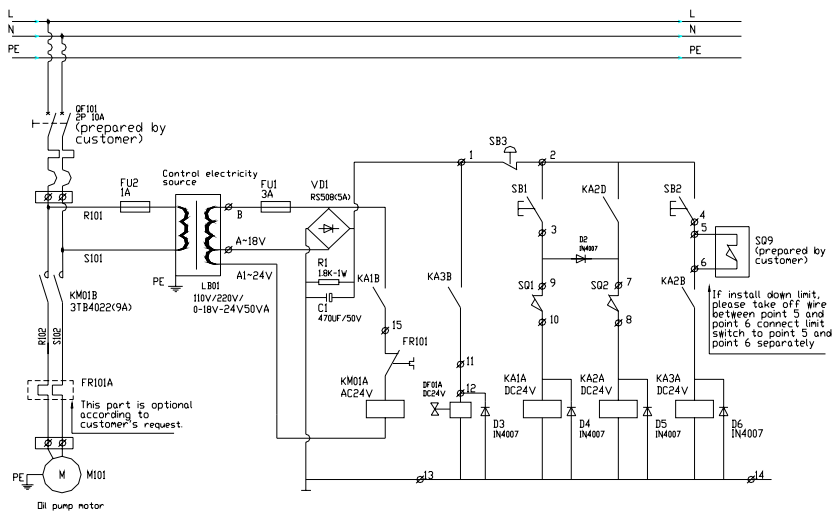 L
L
N
N
PE
PE
QF101
2P 10A
(prepared by
customer)
1
SB3
2
Control electricity
source
FU2
1A
FU1
3A
VD1
RS508(5A)
SB1
KA2D
SB2
R101
B
4
5
3
D2
IN4007
SQ9
(prepared by
customer)
S101
A~18V
6
A1~24V
R1
1.8K-1W
KA1B
KA3B
SQ1
9
SQ2
7
KA2B
PE
LB01
110V/220V/
0-18V-24V50VA
C1
470UF/50V
KM01B
3TB4022(9A)
If install down limit,
please take off wire
between point 5 and
point 6 connect limit
switch to point 5 and
point 6 separately
15
10
8
R102
S102
FR101
11
FR101A
KM01A
AC24V
DF01A
DC24V
12
KA1A
DC24V
KA2A
DC24V
KA3A
DC24V
This part is optional
according to
customer's request.
D3
IN4007
D4
IN4007
D5
IN4007
D6
IN4007
PE
M
M101
13
14
Oil pump motor